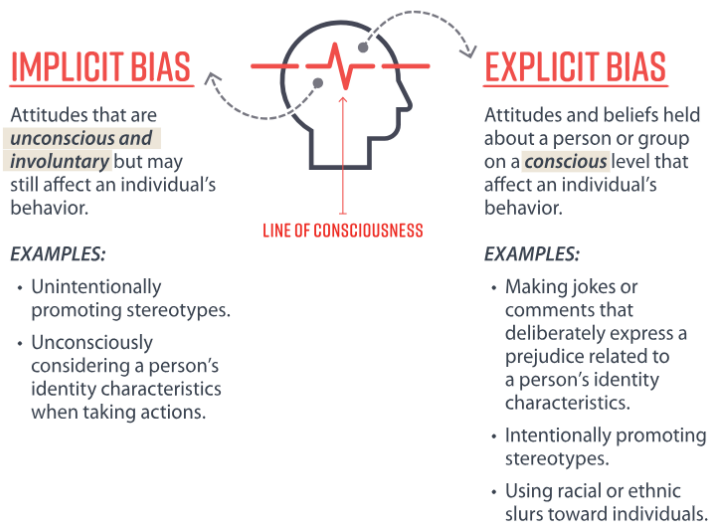 IMPLICIT BIAS
Attitudes that are
unconscious and
involuntary but may
still affect an individual’s
behavior.
EXAMPLES:
• Unintentionally
promoting stereotypes.
• Unconsciously
considering a person’s
identity characteristics
when taking actions.
LINE OF CONSCIOUSNESS
EXPLICIT BIAS
Attitudes and beliefs held
about a person or group
on a conscious level that
affect an individual’s
behavior.
EXAMPLES:
• Making jokes or
comments that
deliberately express a
prejudice related to
a person’s identity
characteristics.
• Intentionally promoting
stereotypes.
• Using racial or ethnic
slurs toward individuals.